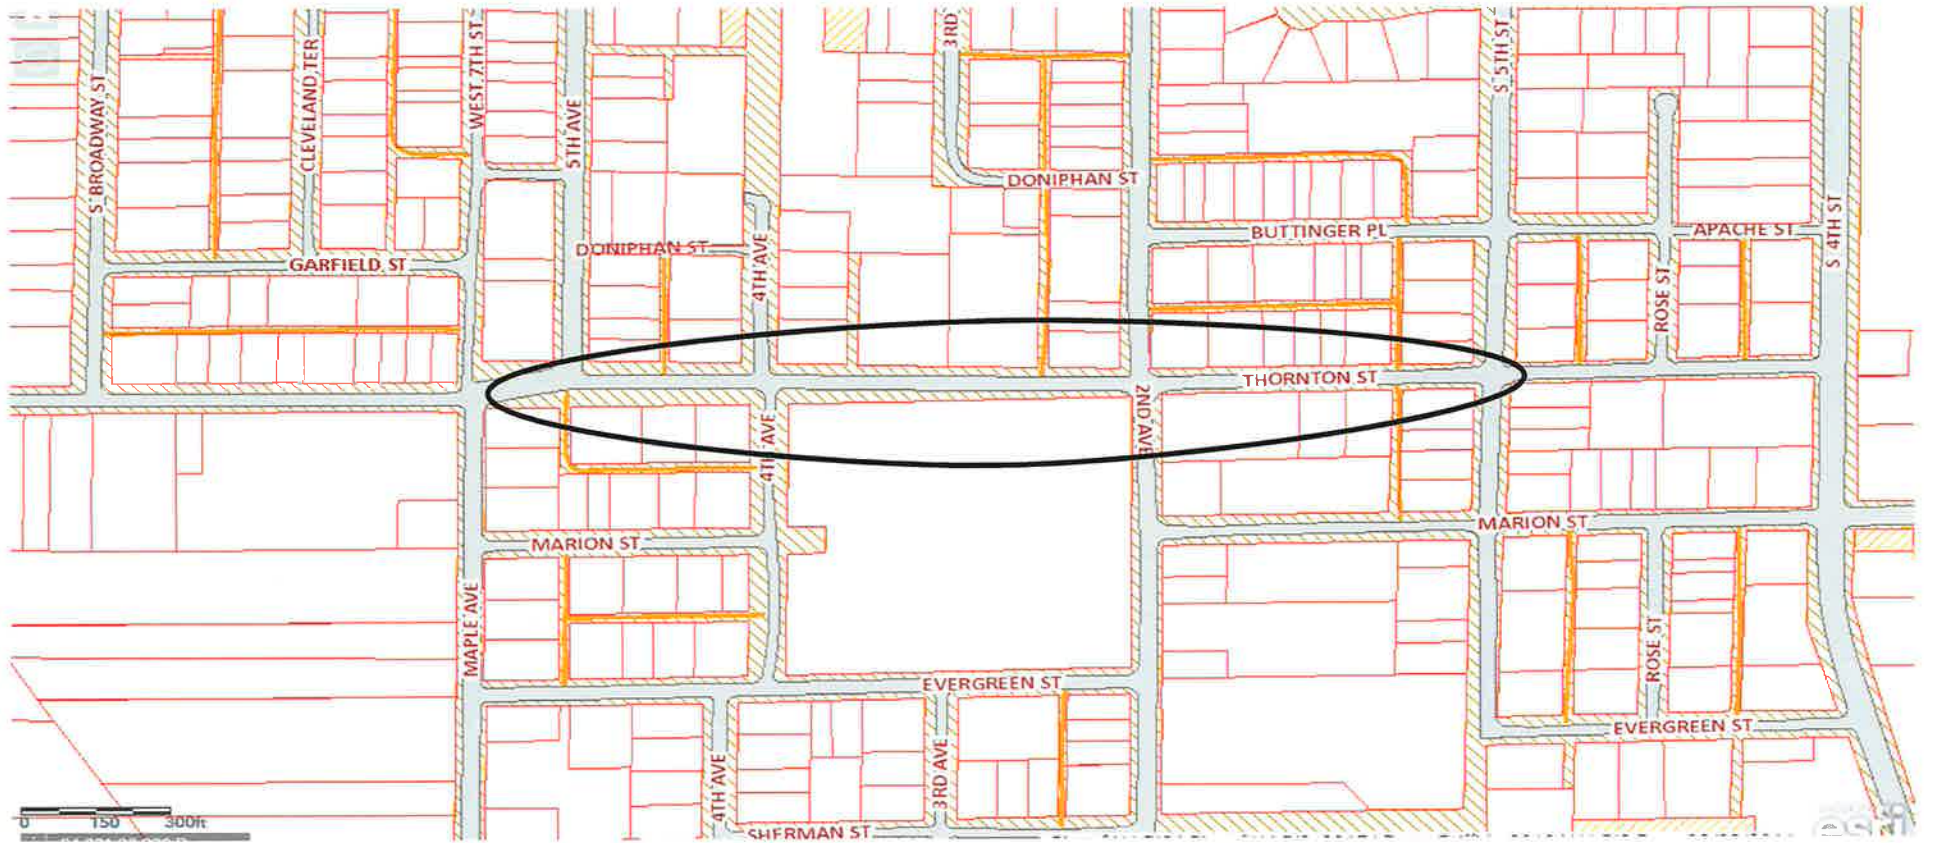 3RD
S 5TH ST
WEST 7TH ST
CLEVELAND TER
S BROADWAY ST
5TH AVE
DONIPHAN ST
S 4TH ST
BUTTINGER PL
APACHE ST
DONIPHAN ST
4TH AVE
GARFIELD ST
ROSE ST
THORNTON ST
2ND AVE
4TH AVE
MARION ST
MARION ST
MAPLE AVE
ROSE ST
EVERGREEN ST
EVERGREEN ST
4TH AVE
3RD AVE
0 150 300ft
SHERMAN ST
esri